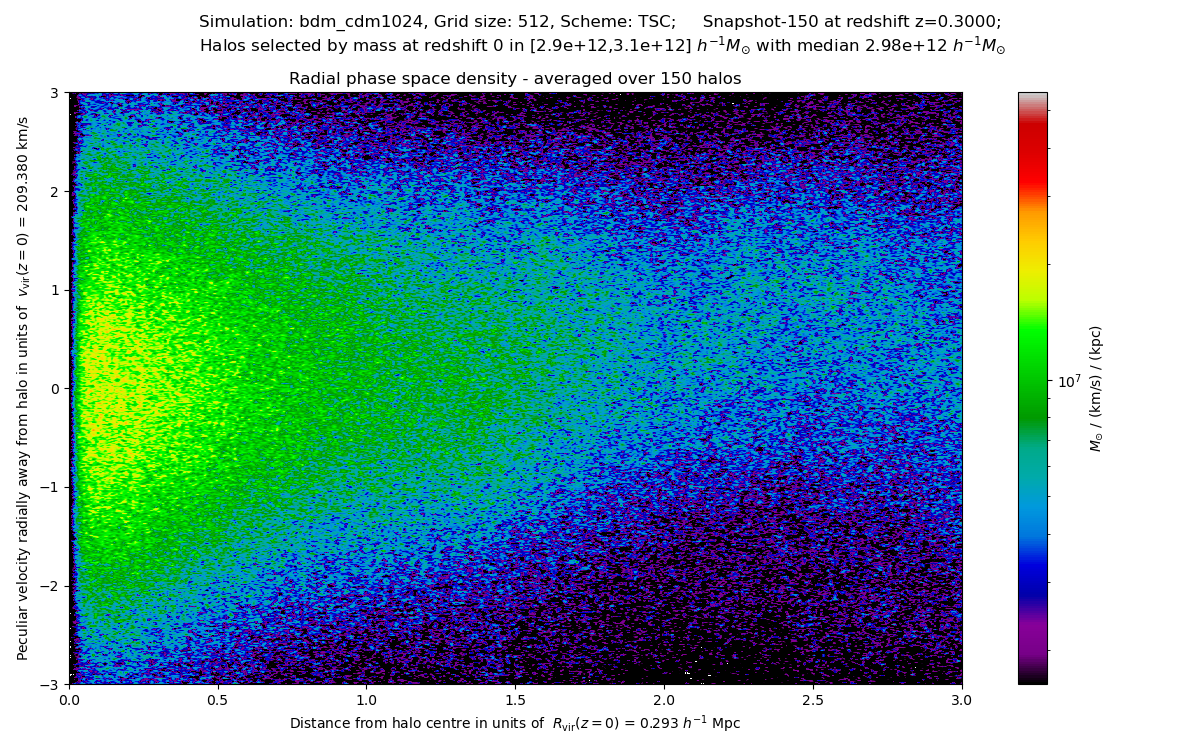 Simulation: bdm_cdm1024, Grid size: 512, Scheme: TSC;     Snapshot-150 at redshift z=0.3000;
Halos selected by mass at redshift 0 in [2.9e+12,3.1e+12] h⁻¹M⊙ with median 2.98e+12 h⁻¹M⊙
Radial phase space density - averaged over 150 halos
Peculiar velocity radially away from halo in units of  v_vir(z = 0) = 209.380 km/s
3
2
1
0
−1
−2
−3
0.0 0.5 1.0 1.5 2.0 2.5 3.0
Distance from halo centre in units of  R_vir(z = 0) = 0.293 h⁻¹ Mpc
10⁷
M⊙ / (km/s) / (kpc)